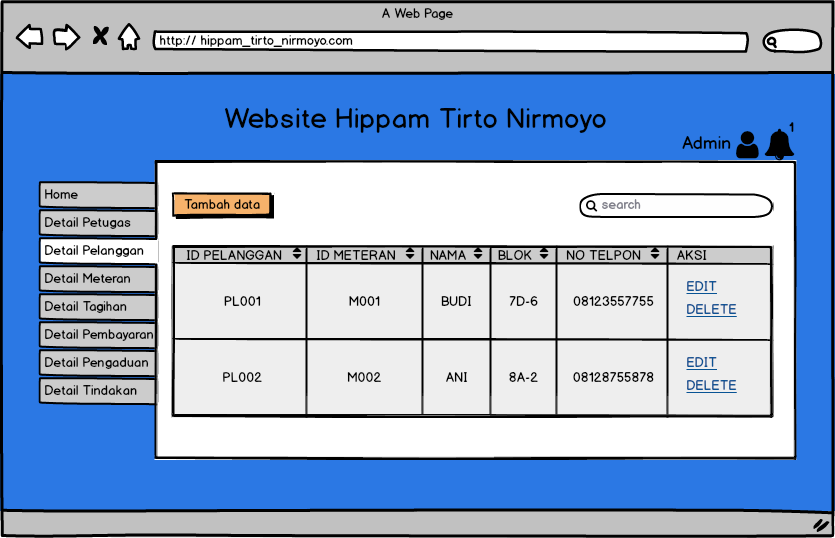 A Web Page
http:// hippam_tirto_nirmoyo.com
Website Hippam Tirto Nirmoyo
1
Admin
Home
Detail Petugas
Detail Pelanggan
Detail Meteran
Detail Tagihan
Detail Pembayaran
Detail Pengaduan
Detail Tindakan
Tambah data
search
ID PELANGGAN ID METERAN NAMA BLOK NO TELPON AKSI
PL001 M001 BUDI 7D-6 08123557755 EDIT
DELETE
PL002 M002 ANI 8A-2 08128755878 EDIT
DELETE